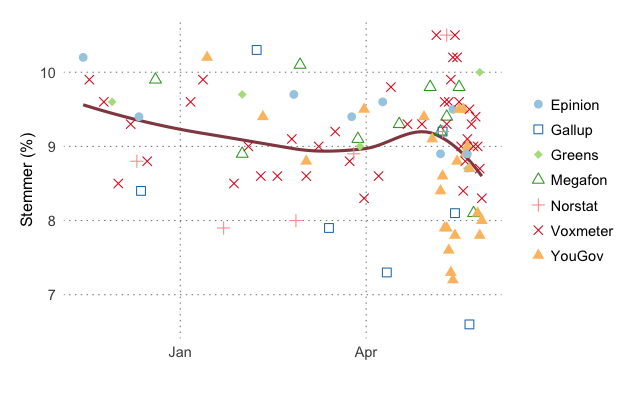 Stemmer (%)
10
9
8
7
Jan
Apr
Epinion
Gallup
Greens
Megafon
Norstat
Voxmeter
YouGov